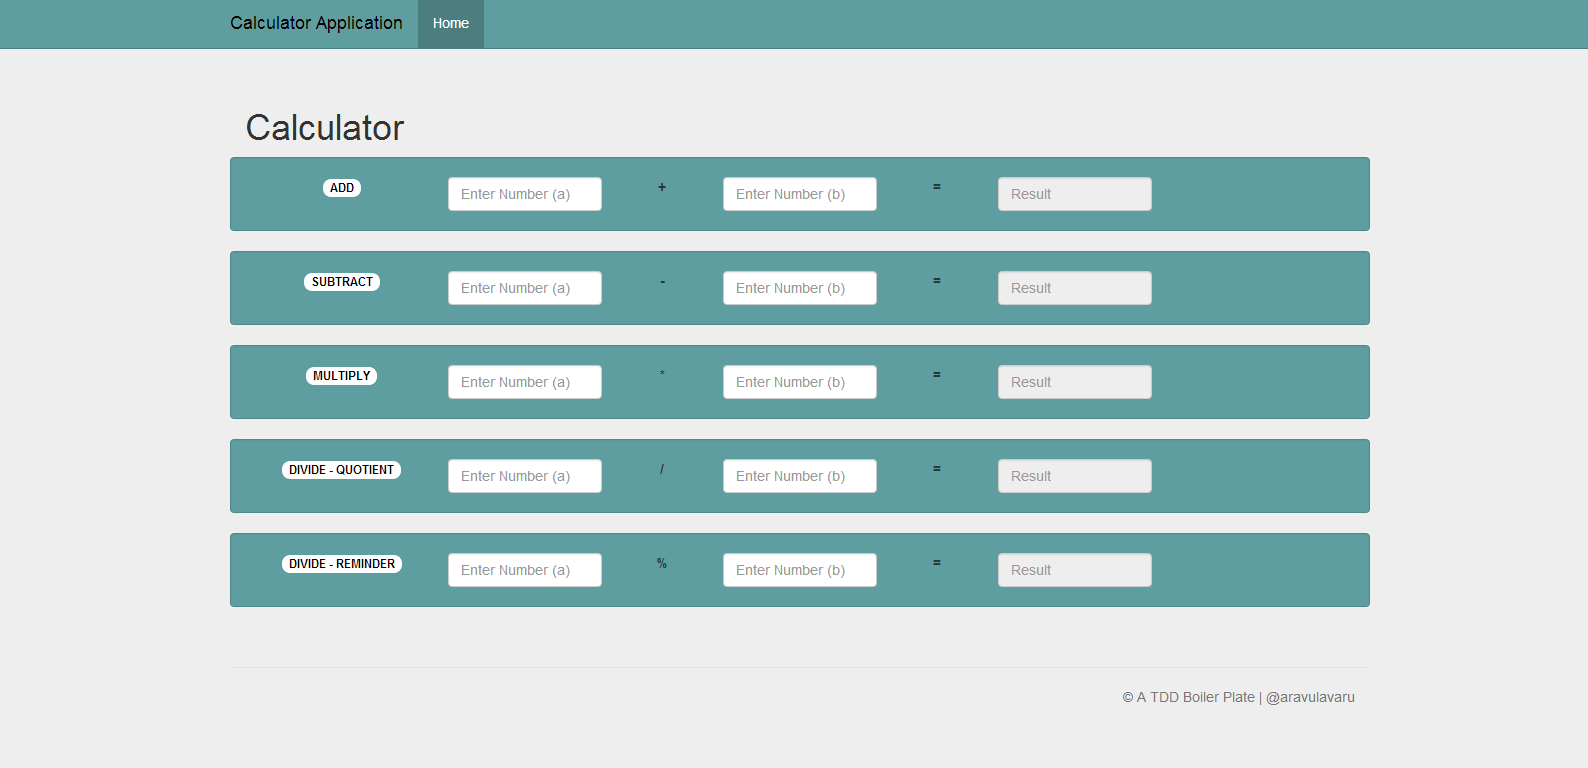 Calculator Application Home
Calculator
ADD Enter Number (a) + Enter Number (b) = Result
SUBTRACT Enter Number (a) - Enter Number (b) = Result
MULTIPLY Enter Number (a) * Enter Number (b) = Result
DIVIDE - QUOTIENT Enter Number (a) / Enter Number (b) = Result
DIVIDE - REMINDER Enter Number (a) % Enter Number (b) = Result
© A TDD Boiler Plate | @aravulavaru